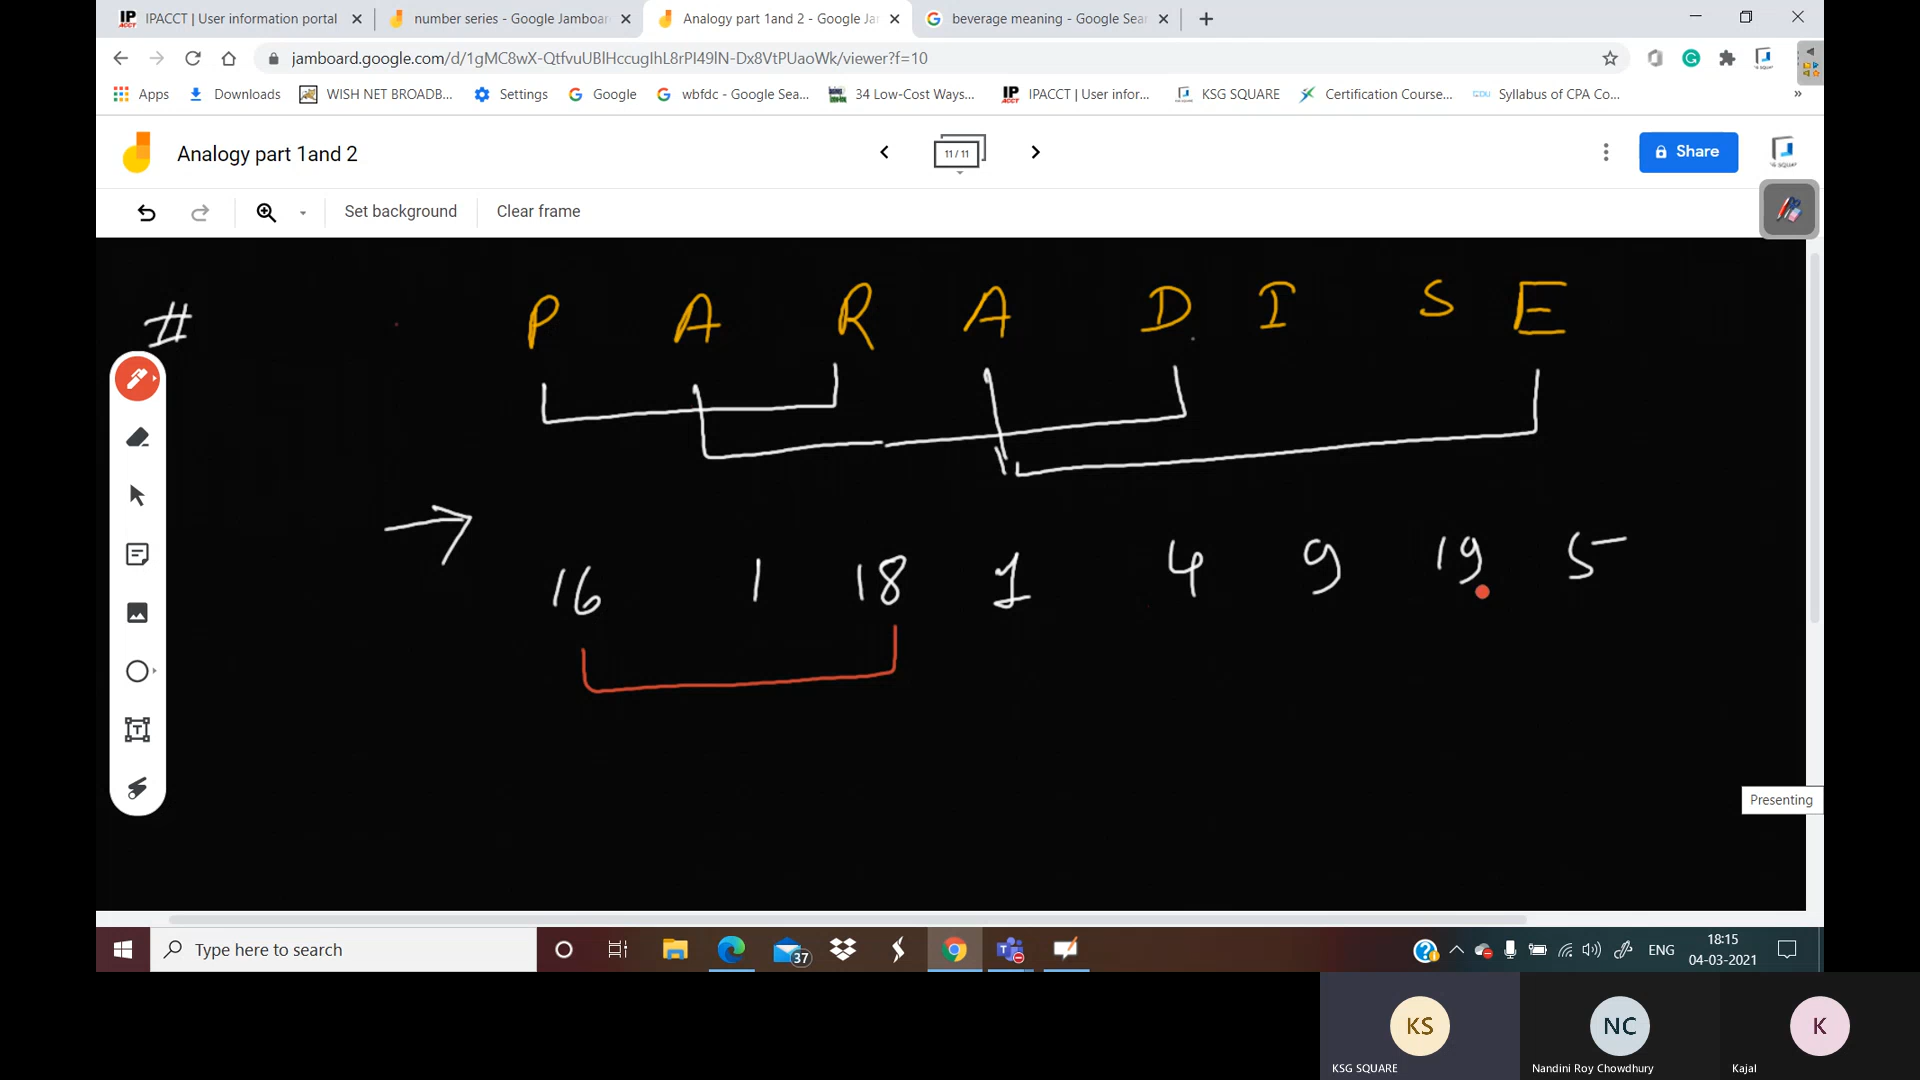 IPACCT | User information portal
number series - Google Jamboar
Analogy part 1and 2 - Google Ja
beverage meaning - Google Sea
jamboard.google.com/d/1gMC8wX-QtfvuUBlHccugIhL8rPI49lN-Dx8VtPUaoWk/viewer?f=10
Apps Downloads WISH NET BROADB... Settings Google wbfdc - Google Sea... 34 Low-Cost Ways... IPACCT | User infor... KSG SQUARE Certification Course... Syllabus of CPA Co... »
Analogy part 1and 2
11 / 11
Share
Set background Clear frame
# P A R A D I S E
16 1 18 1 4 9 19 5
Presenting
Type here to search
37
ENG
18:15
04-03-2021
KS NC K
KSG SQUARE Nandini Roy Chowdhury Kajal